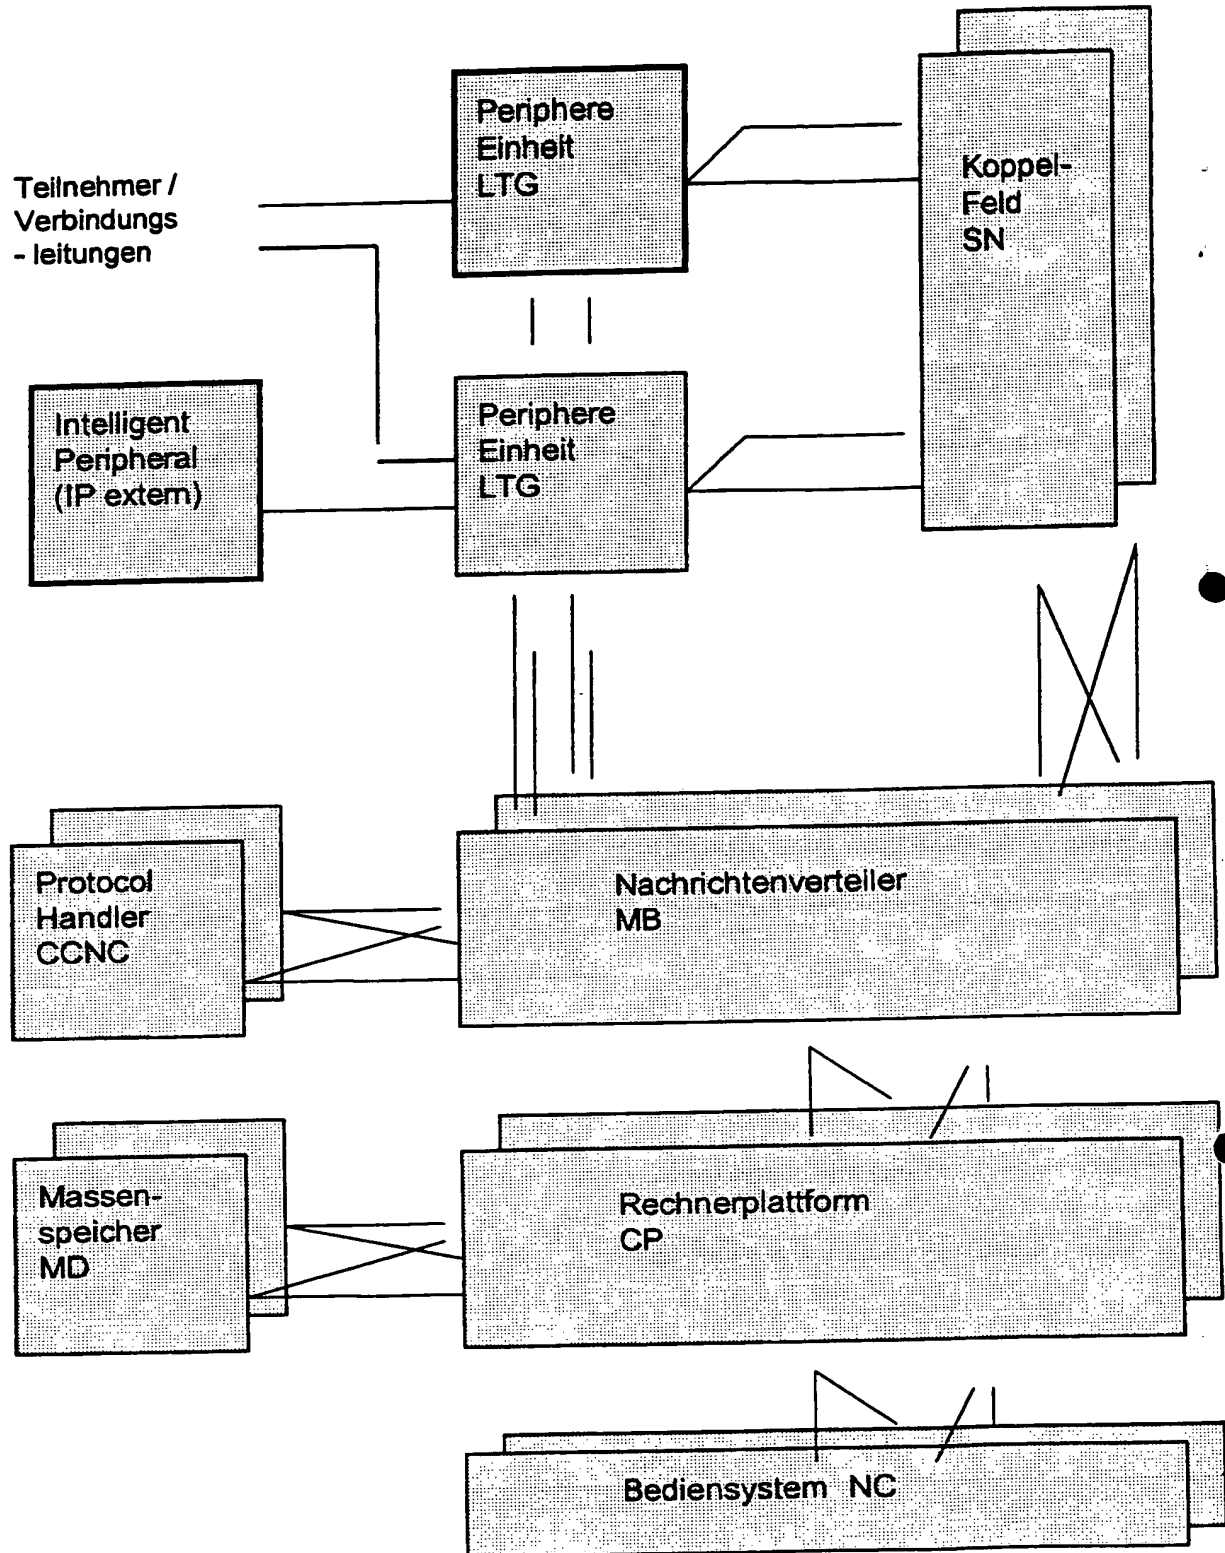 Periphere
Einheit
LTG
Koppel-
Feld
SN
Teilnehmer /
Verbindungs
- leitungen
Intelligent
Peripheral
(IP extern)
Periphere
Einheit
LTG
Protocol
Handler
CCNC
Nachrichtenverteiler
MB
Massen-
speicher
MD
Rechnerplattform
CP
Bediensystem NC